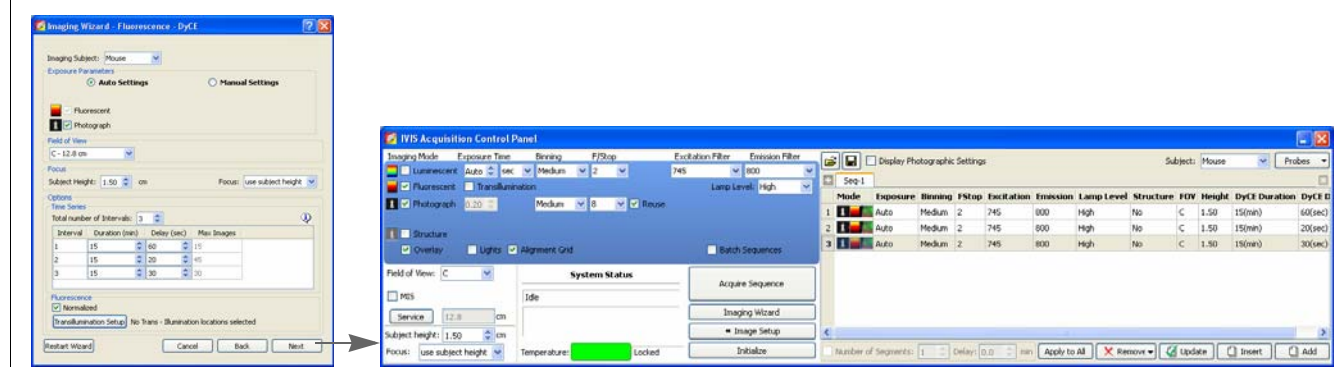 Imaging Wizard - Fluorescence - DyCE
Imaging Subject: Mouse
Exposure Parameters
Auto Settings Manual Settings
Fluorescent
Photograph
Field of View
C - 12.8 cm
Focus
Subject Height: 1.50 cm Focus: use subject height
Options
Time Series
Total number of Intervals: 3
Interval Duration (min) Delay (sec) Max Images
1 15 60 15
2 15 20 45
3 15 30 30
Fluorescence
Normalized
Transillumination Setup No Trans - Illumination locations selected
Restart Wizard Cancel Back Next
IVIS Acquisition Control Panel
Imaging Mode Exposure Time Binning F/Stop Excitation Filter Emission Filter
Luminescent Auto sec Medium 2 745 800
Fluorescent Transillumination Lamp Level: High
Photograph 0.20 Medium 8 Reuse
Structure
Overlay Lights Alignment Grid Batch Sequences
Field of View: C System Status Acquire Sequence
MIS Idle
Service 12.8 cm Imaging Wizard
Subject height: 1.50 cm Image Setup
Focus: use subject height Temperature: Locked Initialize
Display Photographic Settings Subject: Mouse Probes
Seq-1
Mode Exposure Binning FStop Excitation Emission Lamp Level Structure FOV Height DyCE Duration DyCE D
1 Auto Medium 2 745 800 High No C 1.50 15(min) 60(sec)
2 Auto Medium 2 745 800 High No C 1.50 15(min) 20(sec)
3 Auto Medium 2 745 800 High No C 1.50 15(min) 30(sec)
Number of Segments: 1 Delay: 0.0 min Apply to All Remove Update Insert Add